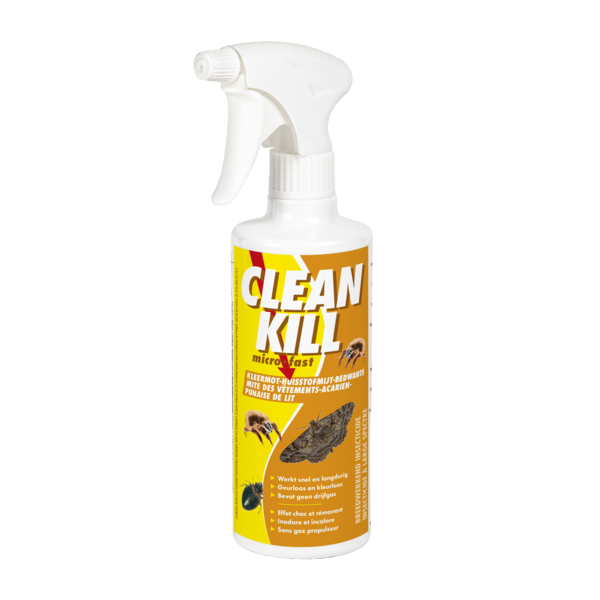 CLEAN
KILL
micro-fast
KLEERMOT-HUISSTOFMIJT-BEDWANTS
MITE DES VÊTEMENTS-ACARIEN-
PUNAISE DE LIT
Werkt snel en langdurig
Geurloos en kleurloos
Bevat geen drijfgas
Effet choc et rémanent
Inodore et incolore
Sans gaz propulseur
BREEDWERKEND INSECTICIDE
INSECTICIDE À LARGE SPECTRE